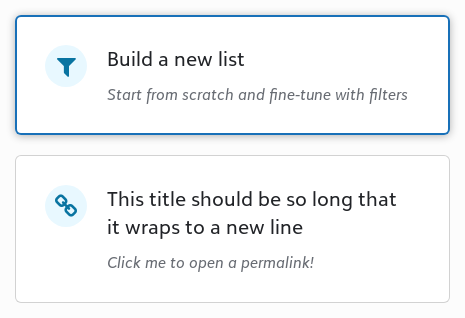 Build a new list
Start from scratch and fine-tune with filters
This title should be so long that
it wraps to a new line
Click me to open a permalink!